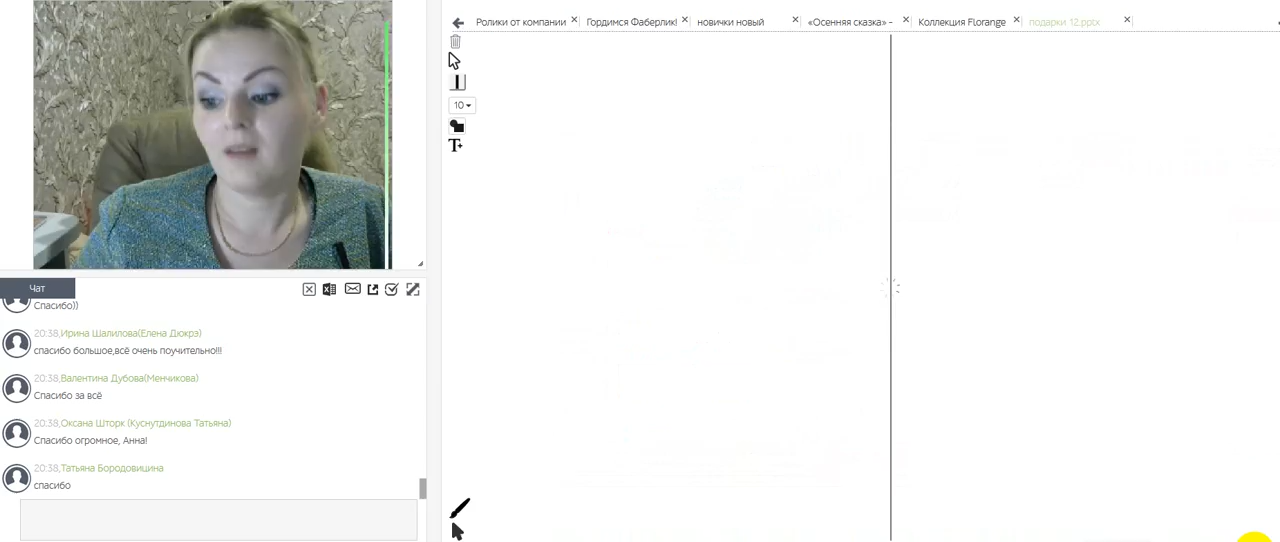 Ролики от компании
Гордимся Фаберлик!
новички новый
«Осенняя сказка» -
Коллекция Florange
подарки 12.pptx
10
T+
Чат
Спасибо))
20:38,Ирина Шалилова(Елена Дюкрэ)
спасибо большое,всё очень поучительно!!!
20:38,Валентина Дубова(Менчикова)
Спасибо за всё
20:38,Оксана Шторк (Куснутдинова Татьяна)
Спасибо огромное, Анна!
20:38,Татьяна Бородовицина
спасибо